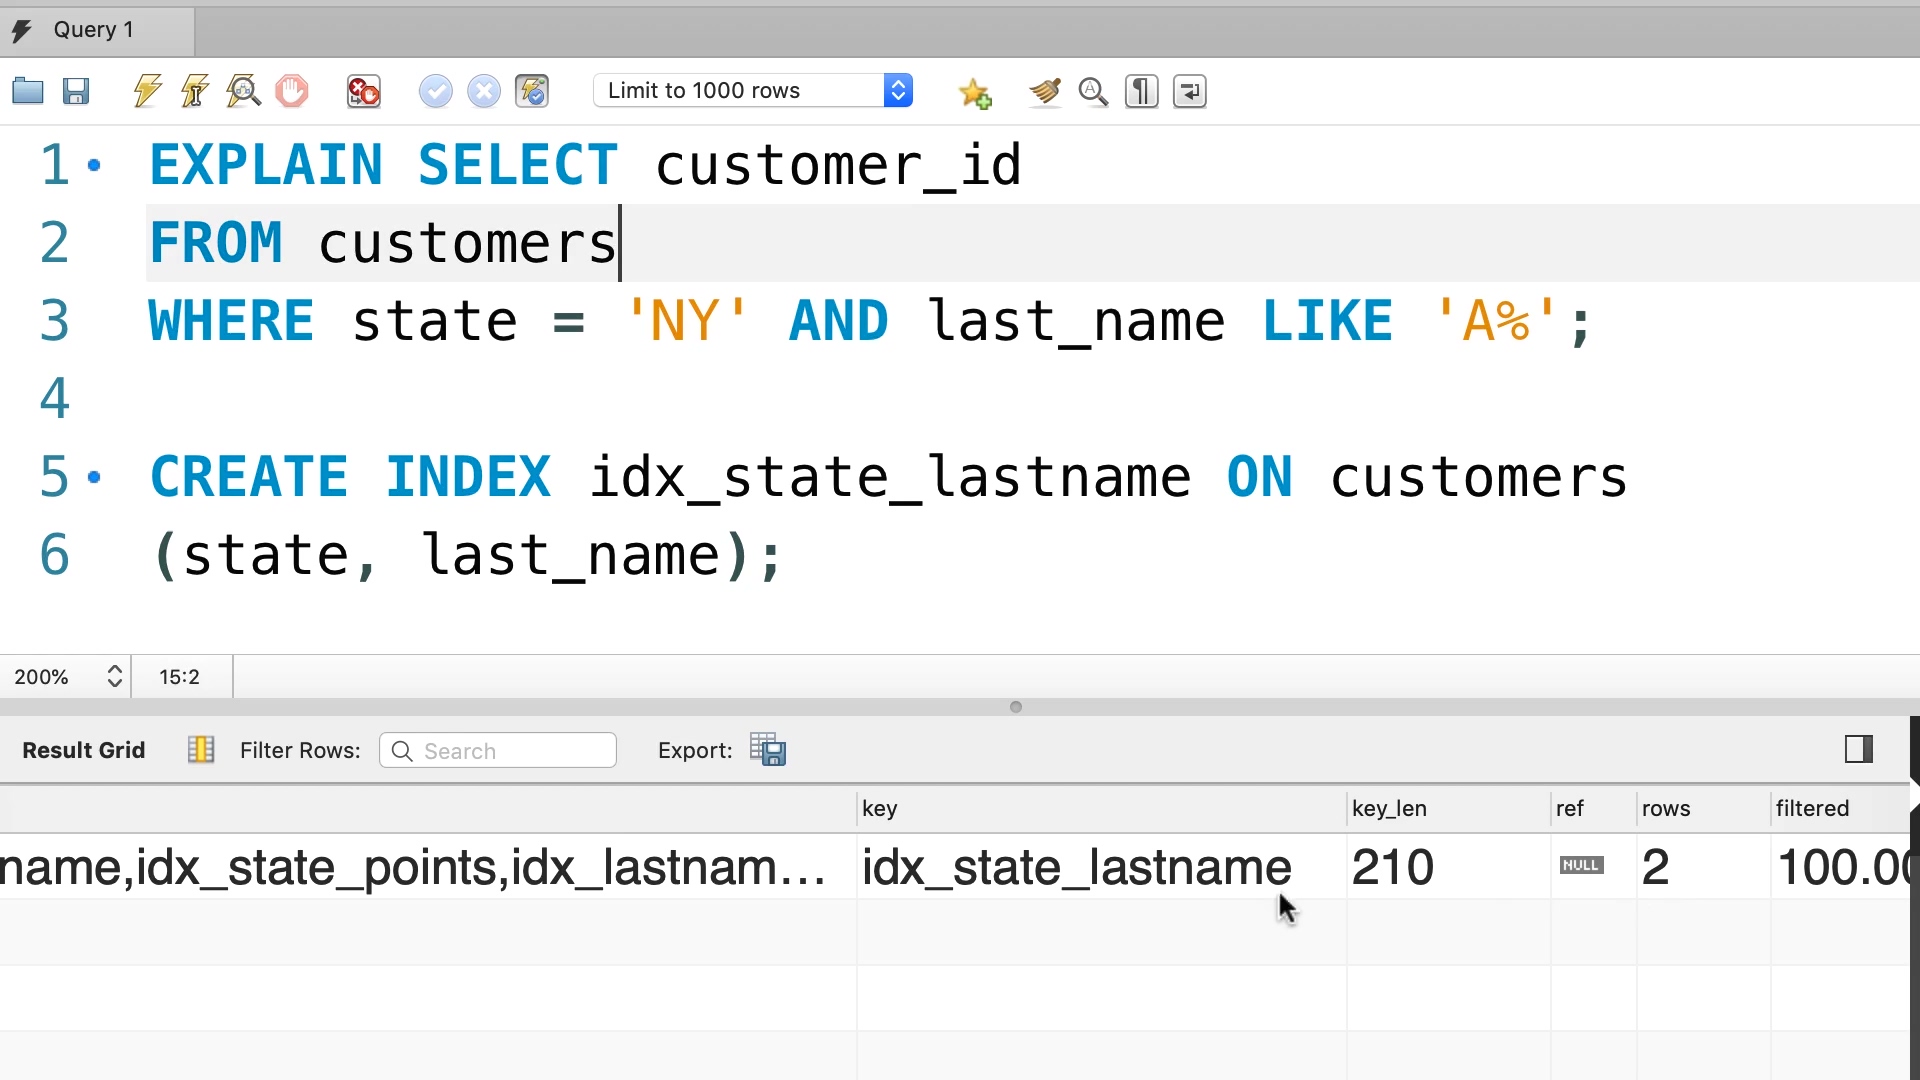 Query 1
Limit to 1000 rows
1 EXPLAIN SELECT customer_id
2 FROM customers
3 WHERE state = 'NY' AND last_name LIKE 'A%';
4
5 CREATE INDEX idx_state_lastname ON customers
6 (state, last_name);
200% 15:2
Result Grid Filter Rows: Search Export:
key key_len ref rows filtered
name,idx_state_points,idx_lastnam... idx_state_lastname 210 NULL 2 100.00